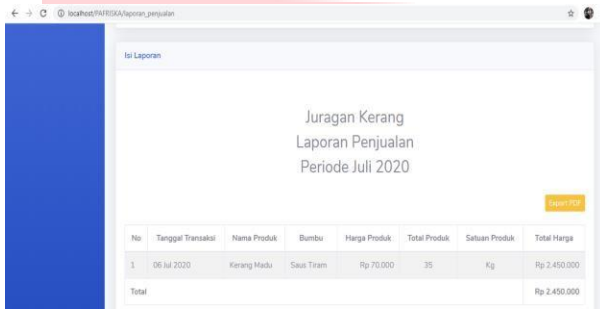 localhost/PAFRISKA/laporan_penjualan
Isi Laporan
Juragan Kerang
Laporan Penjualan
Periode Juli 2020
Export PDF
No Tanggal Transaksi Nama Produk Bumbu Harga Produk Total Produk Satuan Produk Total Harga
1 06 Jul 2020 Kerang Madu Saus Tiram Rp 70.000 35 Kg Rp 2.450.000
Total Rp 2.450.000